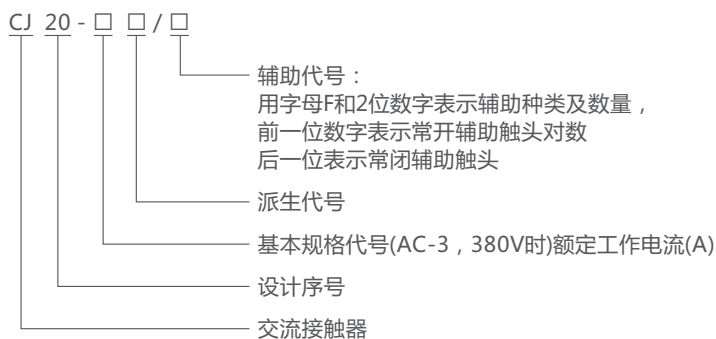 CJ 20 - □ □ / □
辅助代号：
用字母F和2位数字表示辅助种类及数量，
前一位数字表示常开辅助触头对数
后一位表示常闭辅助触头
派生代号
基本规格代号(AC-3，380V时)额定工作电流(A)
设计序号
交流接触器